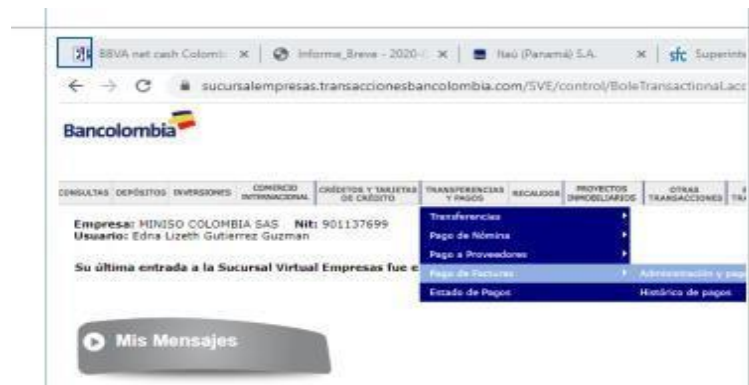 BBVA net cash Colombi
Informe_Breve - 2020-
Itaú (Panamá) S.A.
sfc Superinte
sucursalempresas.transaccionesbancolombia.com/SVE/control/BoleTransactional.acc
Bancolombia
CONSULTAS DEPÓSITOS INVERSIONES COMERCIO INTERNACIONAL CRÉDITOS Y TARJETAS DE CRÉDITO TRANSFERENCIAS Y PAGOS RECAUDOS PROYECTOS INMOBILIARIOS OTRAS TRANSACCIONES
Empresa: MINISO COLOMBIA SAS Nit: 901137699
Usuario: Edna Lizeth Gutierrez Guzman
Su última entrada a la Sucursal Virtual Empresas fue e
Transferencias
Pago de Nómina
Pago a Proveedores
Pago de Facturas
Administración y pago
Estado de Pagos
Histórico de pagos
Mis Mensajes